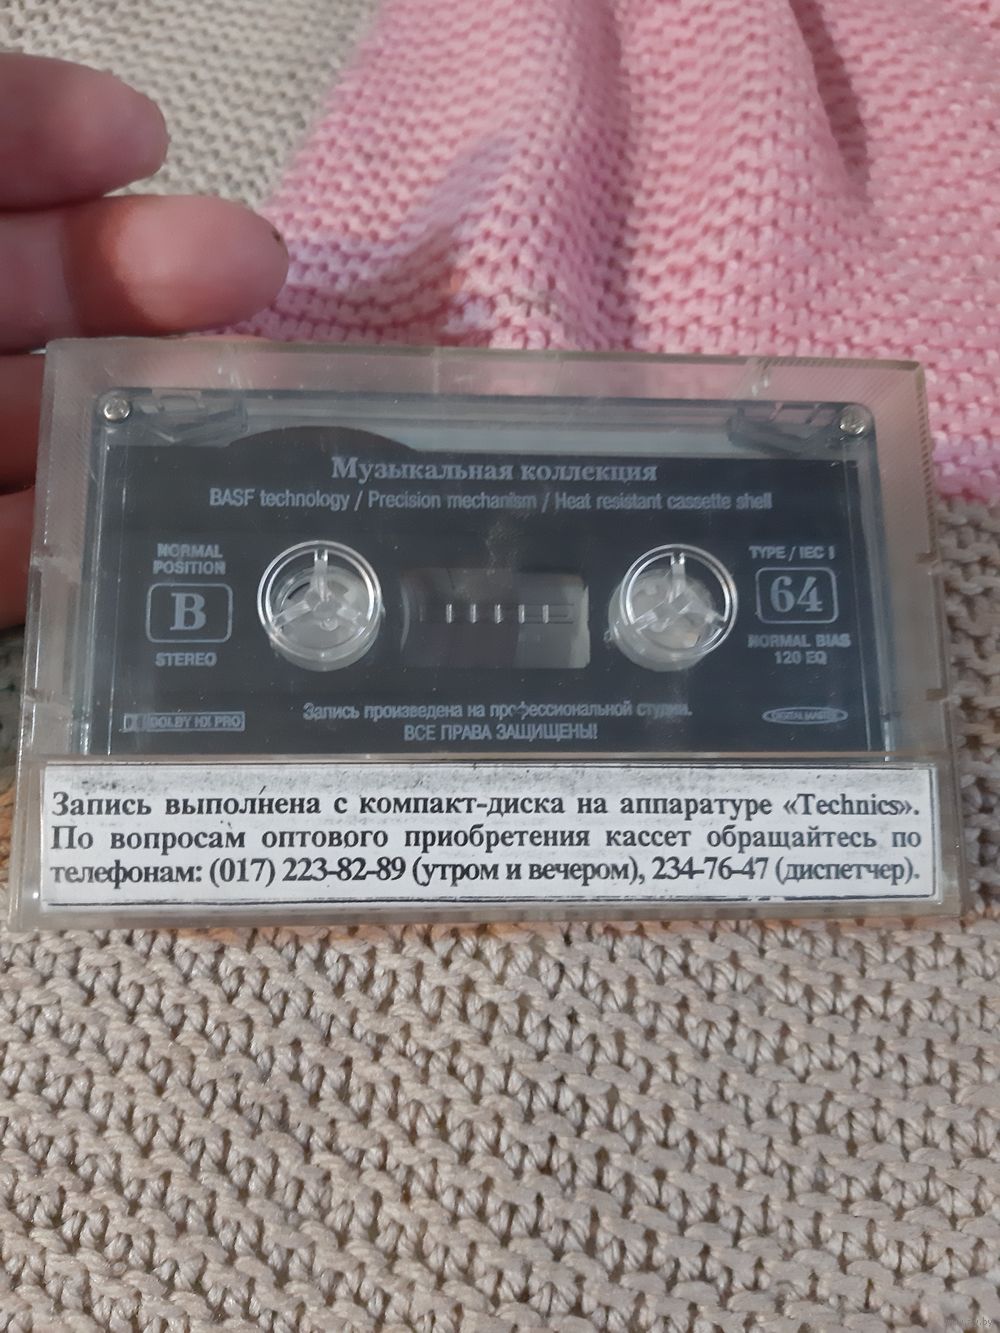 Музыкальная коллекция
BASF technology / Precision mechanism / Heat resistant cassette shell
NORMAL
POSITION
B
STEREO
TYPE / IEC I
64
NORMAL BIAS
120 EQ
DOLBY HX PRO
Запись произведена на профессиональной студии.
ВСЕ ПРАВА ЗАЩИЩЕНЫ!
DIGITAL MASTER
Запись выполнена с компакт-диска на аппаратуре «Technics».
По вопросам оптового приобретения кассет обращайтесь по
телефонам: (017) 223-82-89 (утром и вечером), 234-76-47 (диспетчер).